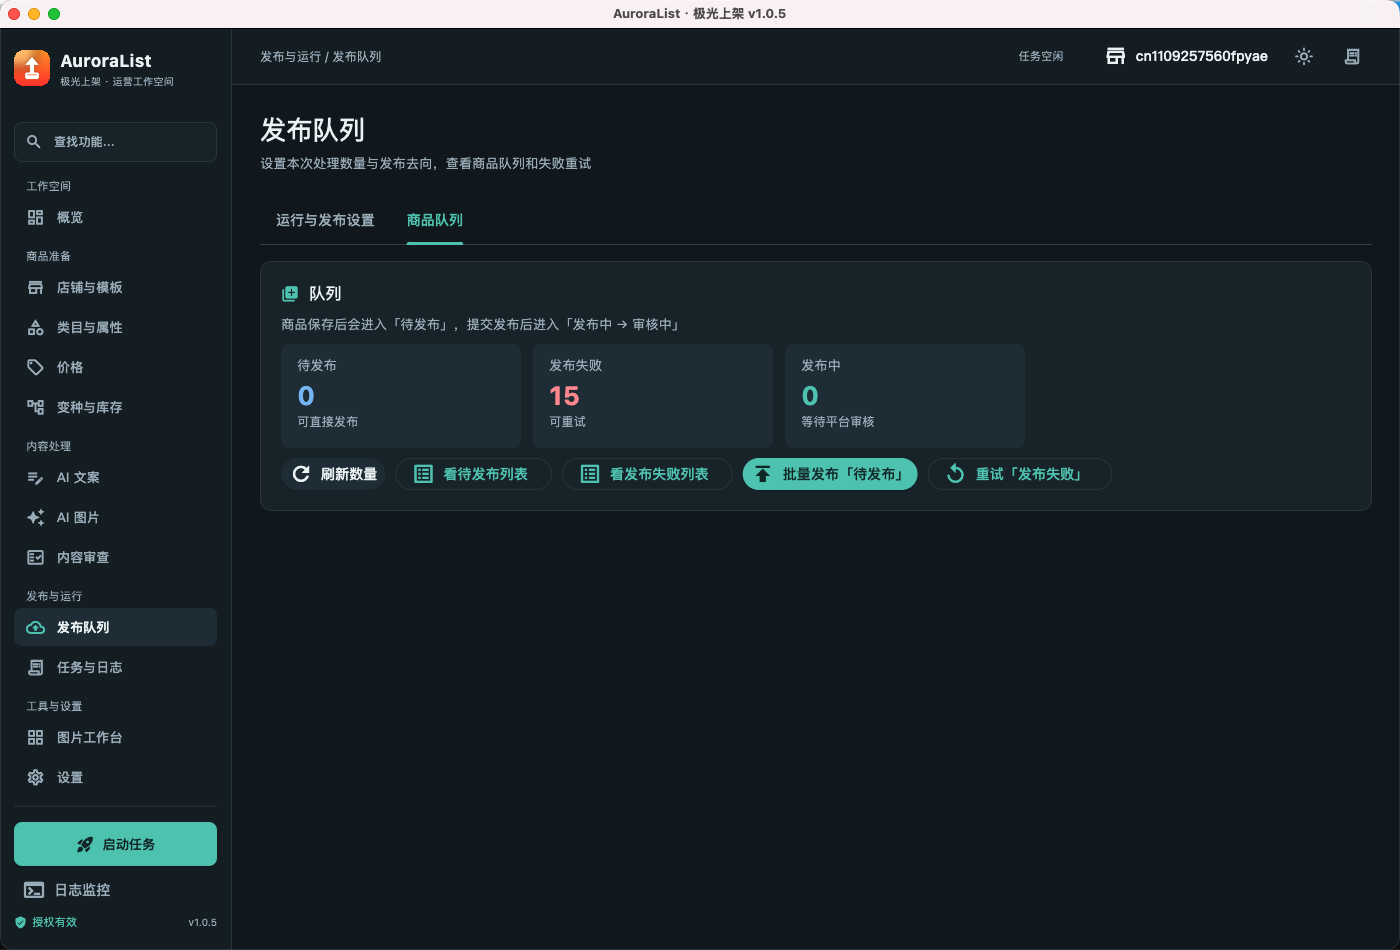 AuroraList · 极光上架 v1.0.5
AuroraList
极光上架 · 运营工作空间
查找功能...
工作空间
概览
商品准备
店铺与模板
类目与属性
价格
变种与库存
内容处理
AI 文案
AI 图片
内容审查
发布与运行
发布队列
任务与日志
工具与设置
图片工作台
设置
启动任务
日志监控
授权有效
v1.0.5
发布与运行 / 发布队列
任务空闲
cn1109257560fpyae
发布队列
设置本次处理数量与发布去向，查看商品队列和失败重试
运行与发布设置
商品队列
队列
商品保存后会进入「待发布」，提交发布后进入「发布中 → 审核中」
待发布
0
可直接发布
发布失败
15
可重试
发布中
0
等待平台审核
刷新数量
看待发布列表
看发布失败列表
批量发布「待发布」
重试「发布失败」